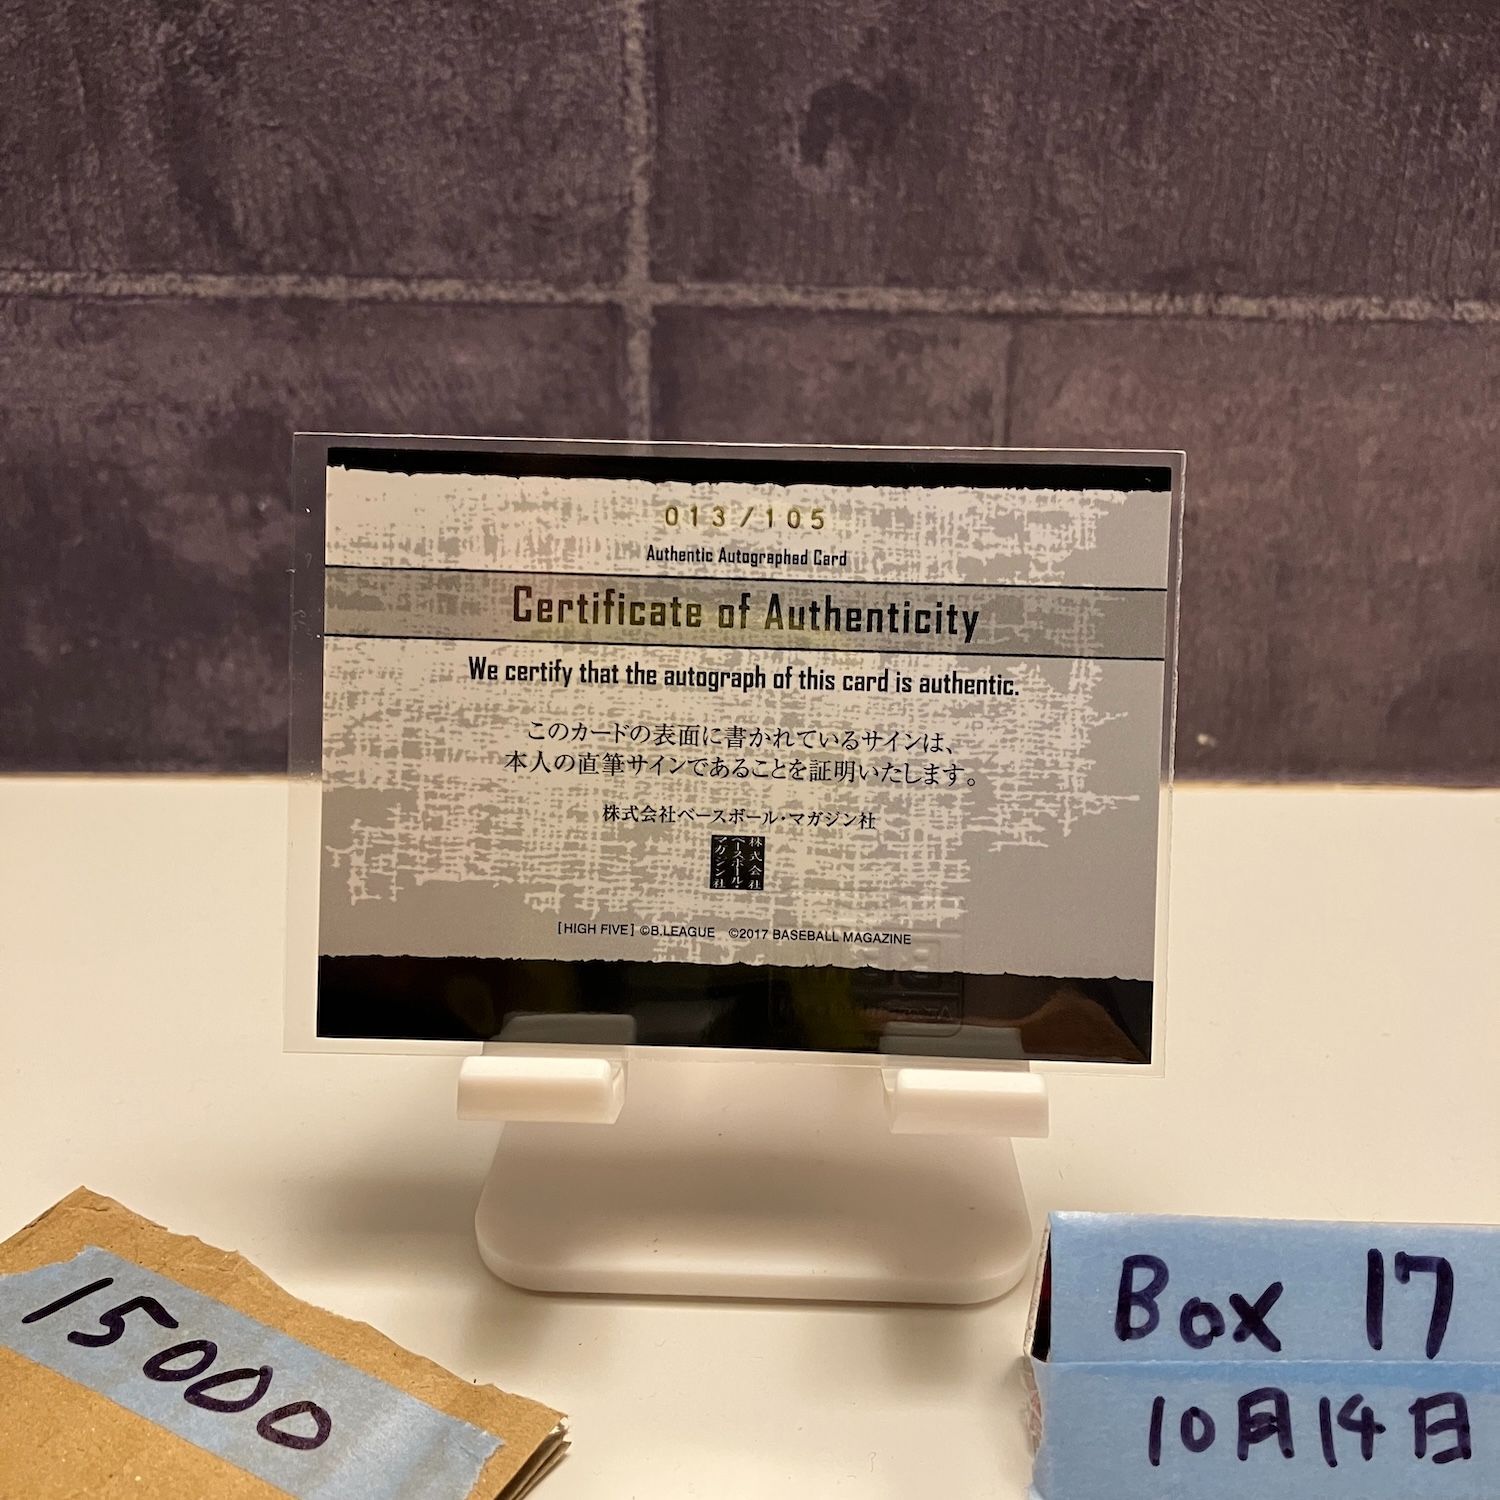 013/105
Authentic Autographed Card
Certificate of Authenticity
We certify that the autograph of this card is authentic.
このカードの表面に書かれているサインは、
本人の直筆サインであることを証明いたします。
株式会社ベースボール・マガジン社
株式会社
ベースボール・
マガジン社
[HIGH FIVE] ©B.LEAGUE ©2017 BASEBALL MAGAZINE
15000
Box 17
10月14日